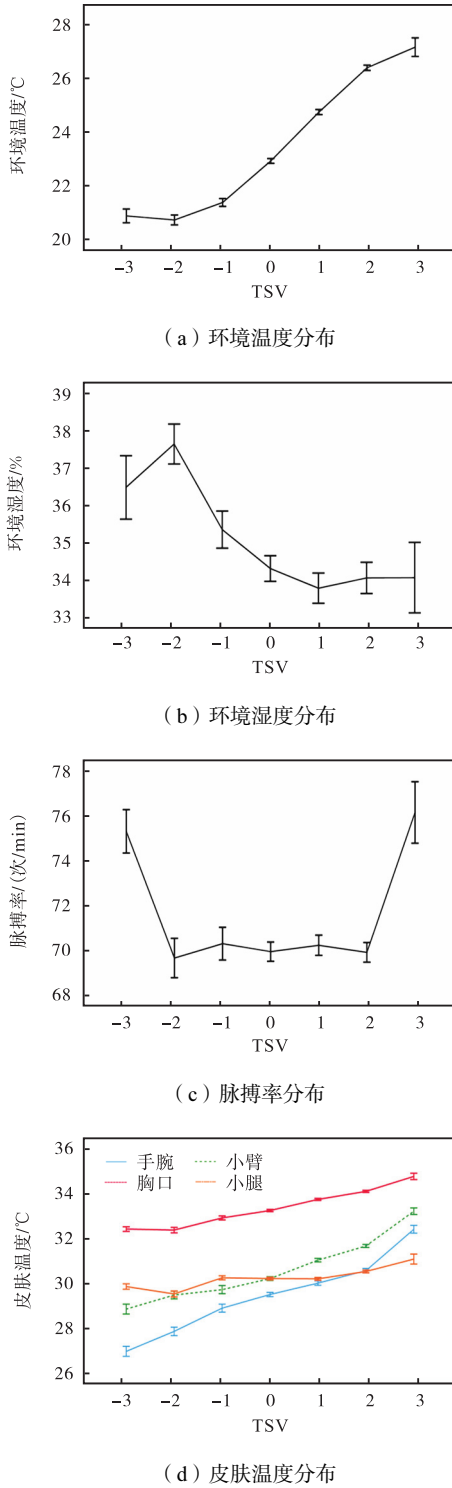 环境温度/℃
28
26
24
22
20
−3 −2 −1 0 1 2 3
TSV
（a）环境温度分布
环境湿度/%
39
38
37
36
35
34
33
−3 −2 −1 0 1 2 3
TSV
（b）环境湿度分布
脉搏率/(次/min)
78
76
72
70
68
−3 −2 −1 0 1 2 3
TSV
（c）脉搏率分布
皮肤温度/℃
36
34
32
30
28
26
手腕 小臂
胸口 小腿
−3 −2 −1 0 1 2 3
TSV
（d）皮肤温度分布